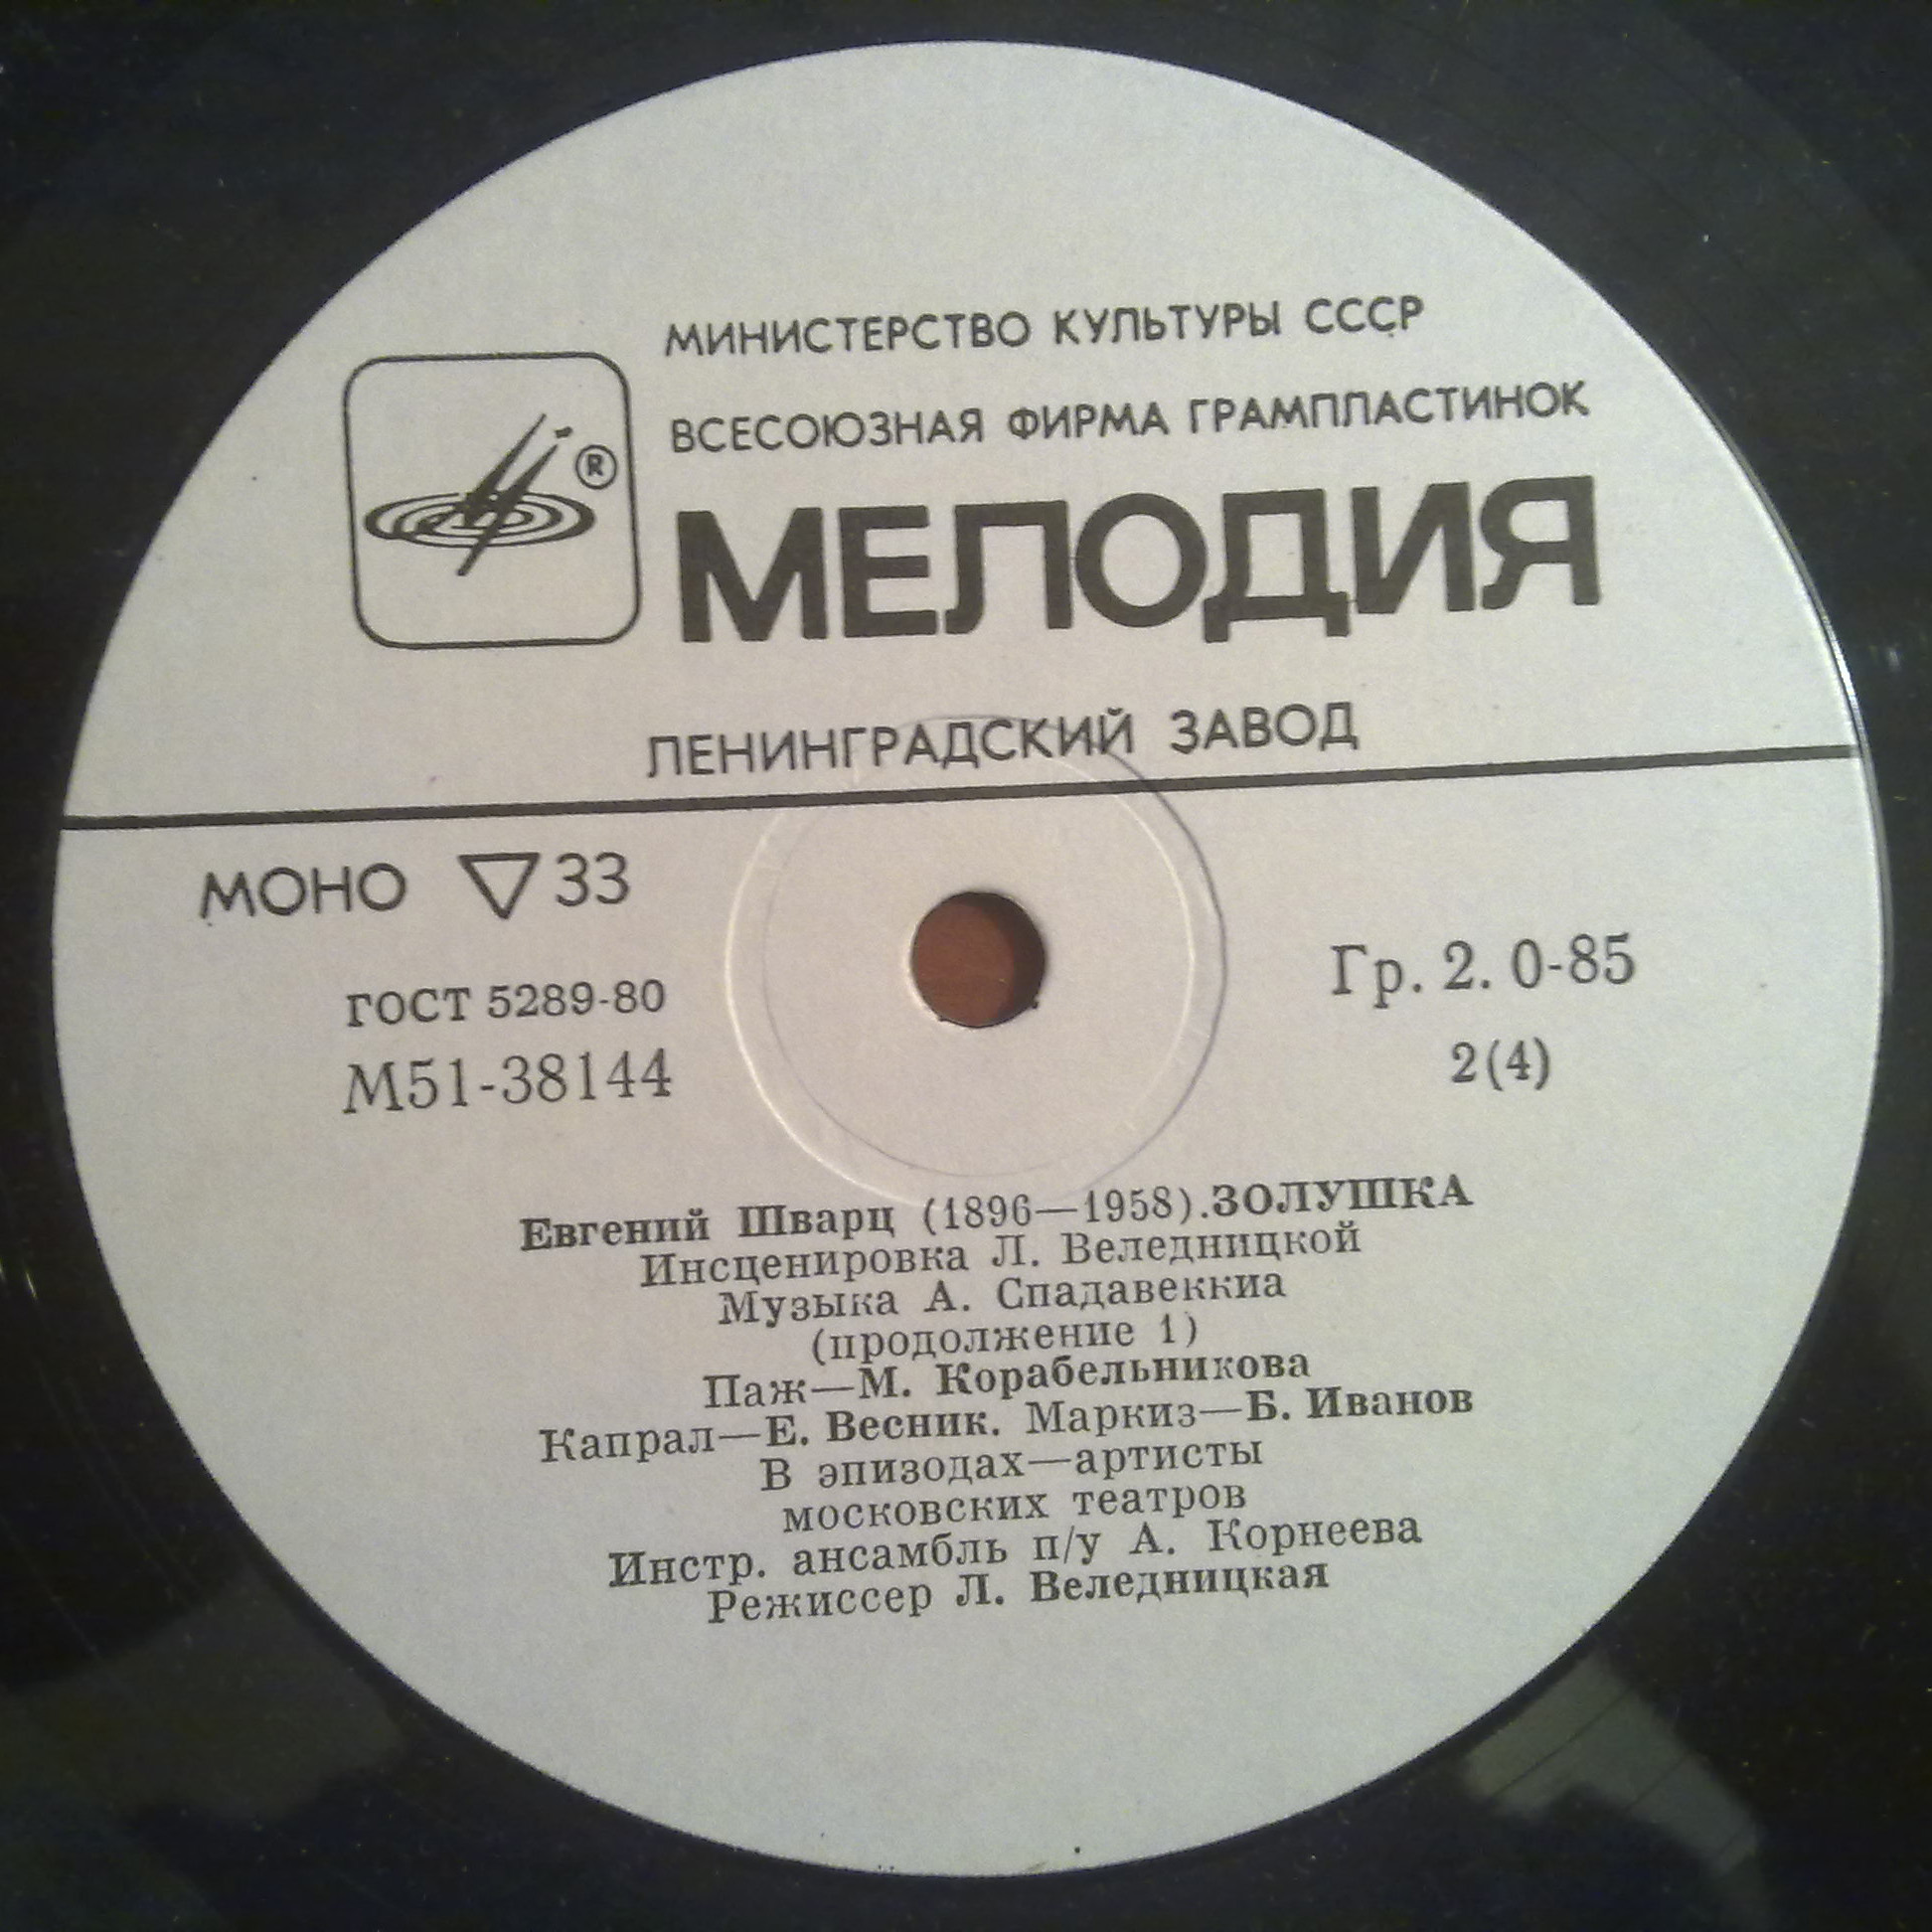 МИНИСТЕРСТВО КУЛЬТУРЫ СССР
ВСЕСОЮЗНАЯ ФИРМА ГРАМПЛАСТИНОК
®
МЕЛОДИЯ
ЛЕНИНГРАДСКИЙ ЗАВОД
МОНО ▽33
ГОСТ 5289-80
М51-38144
Гр. 2. 0-85
2(4)
Евгений Шварц (1896—1958).ЗОЛУШКА
Инсценировка Л. Веледницкой
Музыка А. Спадавеккиа
(продолжение 1)
Паж—М. Корабельникова
Капрал—Е. Весник. Маркиз—Б. Иванов
В эпизодах—артисты
московских театров
Инстр. ансамбль п/у А. Корнеева
Режиссер Л. Веледницкая